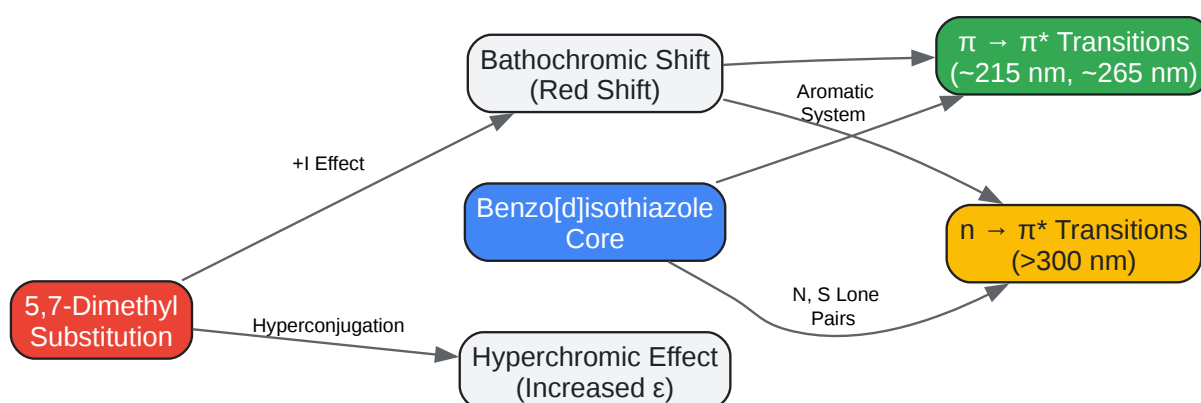 5,7-Dimethyl
Substitution
+I Effect
Hyperconjugation
Bathochromic Shift
(Red Shift)
Benzo[d]isothiazole
Core
Hyperchromic Effect
(Increased ε)
Aromatic
System
N, S Lone
Pairs
π → π* Transitions
(~215 nm, ~265 nm)
n → π* Transitions
(>300 nm)